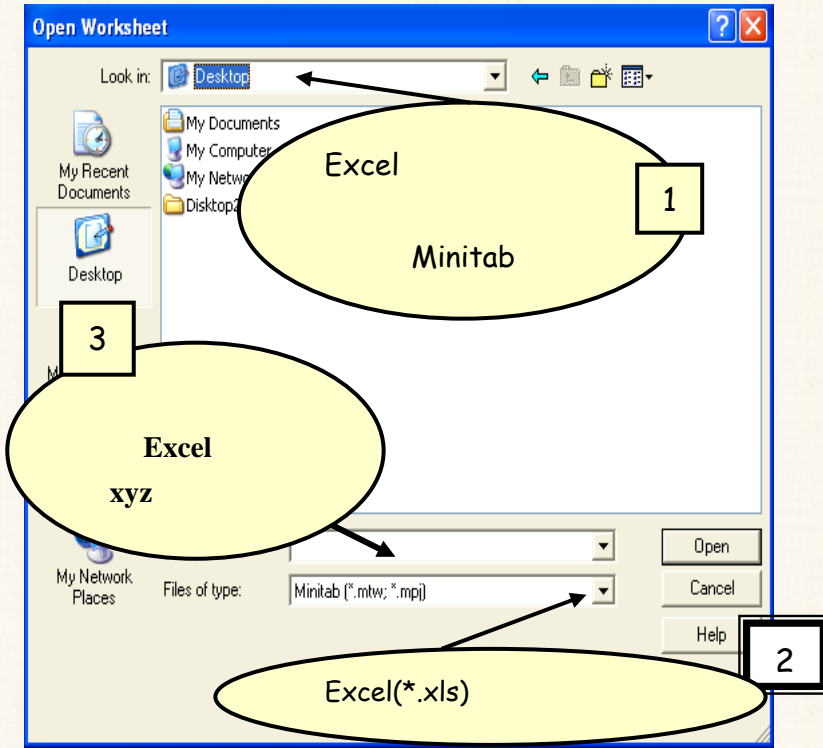 Open Worksheet
Look in: Desktop
My Documents
My Computer
My Recent
Documents
Disktop2
Desktop
Excel
1
Minitab
3
Excel
xyz
Open
My Network
Places
Files of type: Minitab (*.mtw; *.mpj)
Cancel
Help
2
Excel(*.xls)